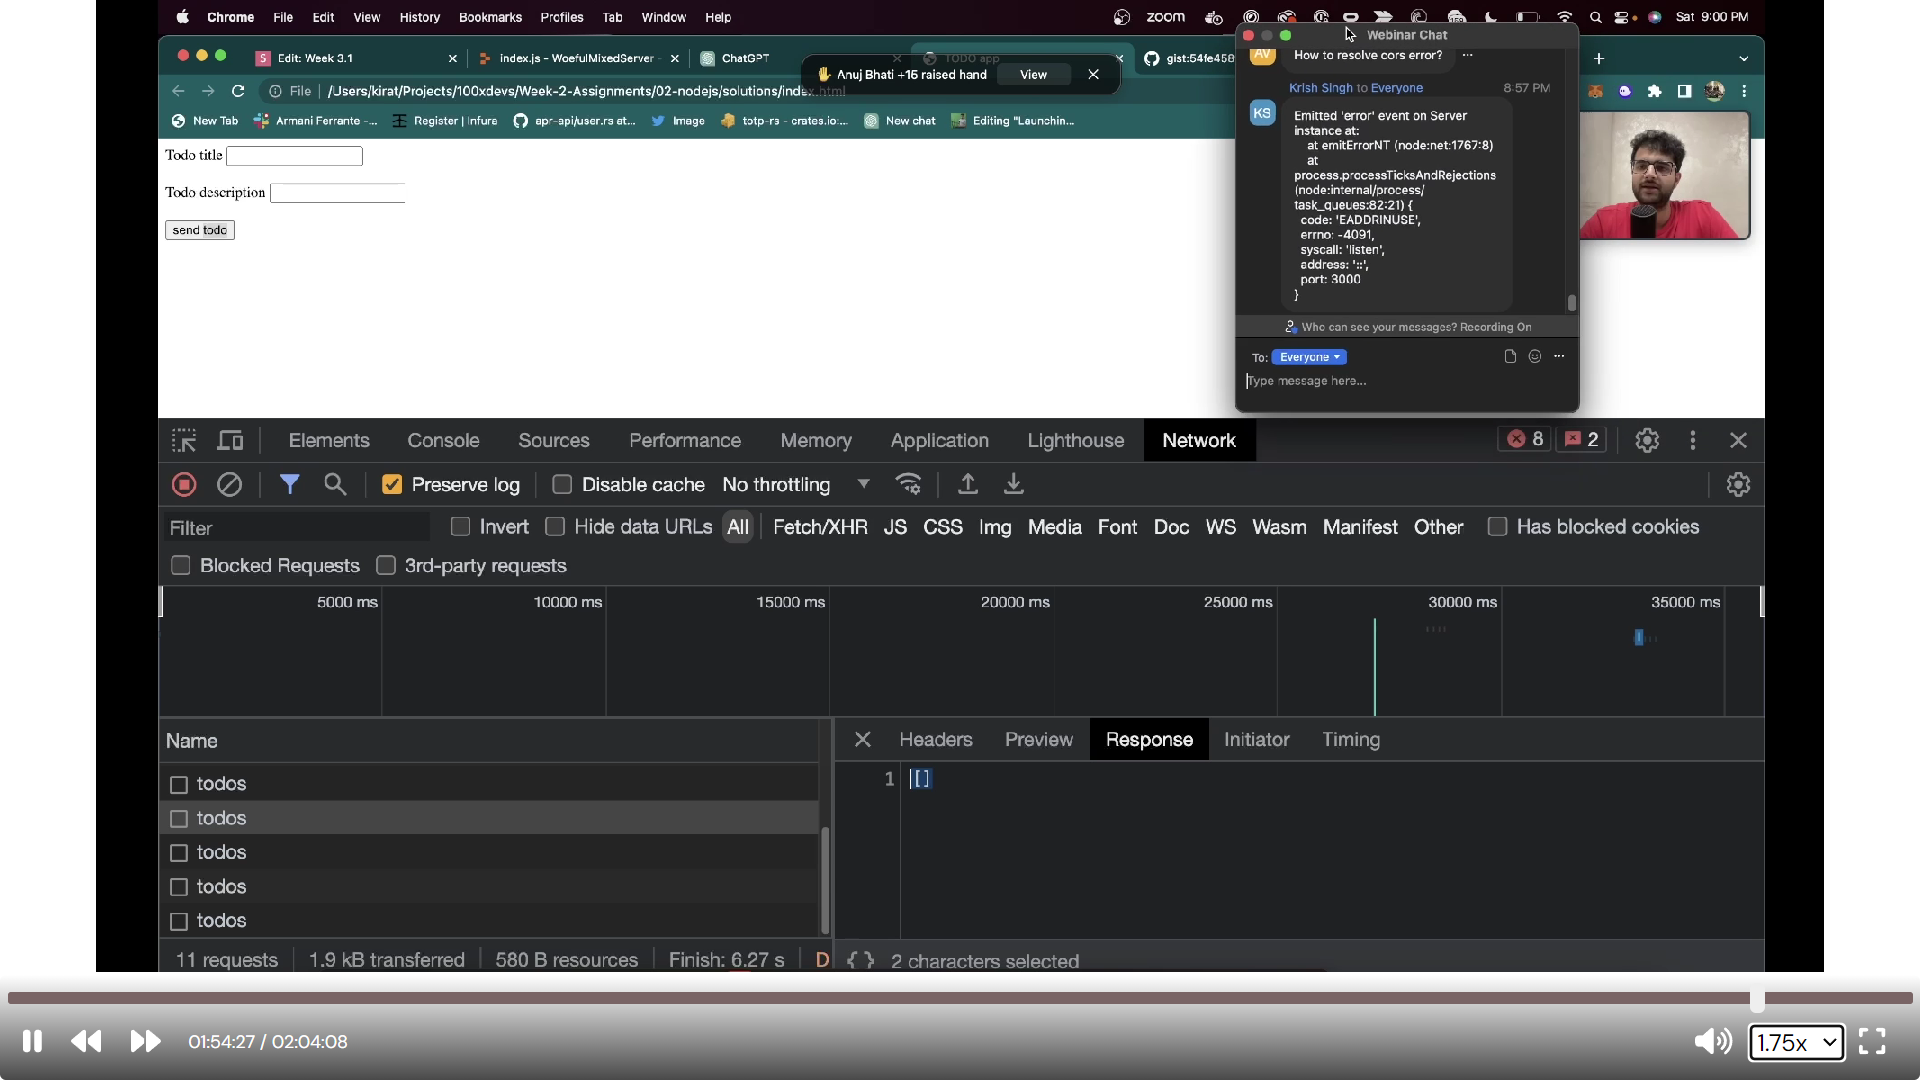 Chrome File Edit View History Bookmarks Profiles Tab Window Help
zoom
Sat 9:00 PM
Edit: Week 3.1
index.js - WoefulMixedServer -
ChatGPT
TODO app
gist:54fe458
Anuj Bhati +15 raised hand View
File /Users/kirat/Projects/100xdevs/Week-2-Assignments/02-nodejs/solutions/index.html
New Tab
Armani Ferrante -...
Register | Infura
apr-api/user.rs at...
Image
totp-rs - crates.io:...
New chat
Editing "Launchin...
Todo title
Todo description
send todo
Webinar Chat
AV
How to resolve cors error? ...
Krish Singh to Everyone 8:57 PM
KS
Emitted 'error' event on Server
instance at:
at emitErrorNT (node:net:1767:8)
at
process.processTicksAndRejections
(node:internal/process/
task_queues:82:21) {
code: 'EADDRINUSE',
errno: -4091,
syscall: 'listen',
address: '::',
port: 3000
}
Who can see your messages? Recording On
To: Everyone
Type message here...
Elements Console Sources Performance Memory Application Lighthouse Network 8 2
Preserve log Disable cache No throttling
Filter Invert Hide data URLs All Fetch/XHR JS CSS Img Media Font Doc WS Wasm Manifest Other Has blocked cookies
Blocked Requests 3rd-party requests
5000 ms 10000 ms 15000 ms 20000 ms 25000 ms 30000 ms 35000 ms
Name
todos
todos
todos
todos
todos
11 requests 1.9 kB transferred 580 B resources Finish: 6.27 s D
Headers Preview Response Initiator Timing
1 []
{ } 2 characters selected
01:54:27 / 02:04:08
1.75x